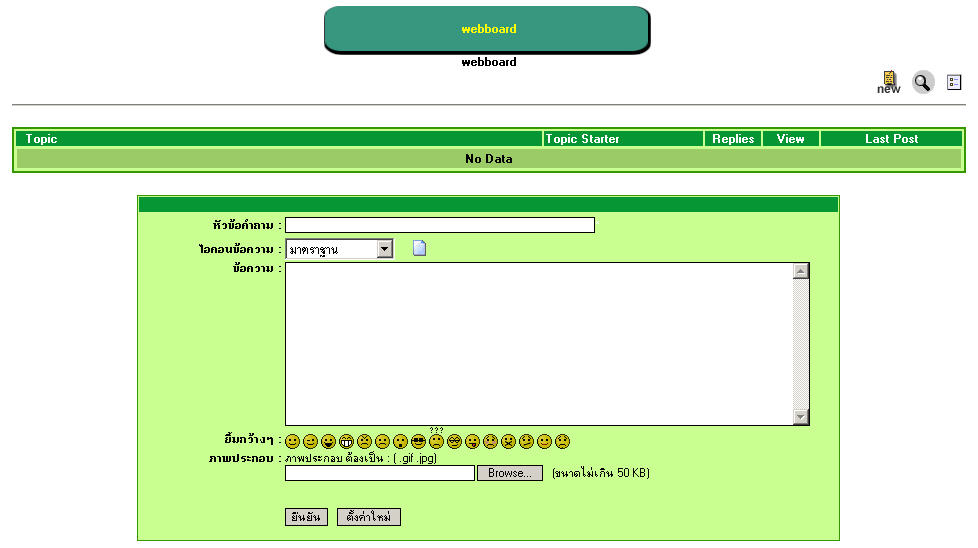 webboard
webboard
new
Topic Topic Starter Replies View Last Post
No Data
หัวข้อคำถาม :
ไอคอนข้อความ : มาตราฐาน
ข้อความ :
???
ยิ้มกว้างๆ :
ภาพประกอบ : ภาพประกอบ ต้องเป็น : ( .gif .jpg)
Browse... (ขนาดไม่เกิน 50 KB)
ยืนยัน ตั้งค่าใหม่